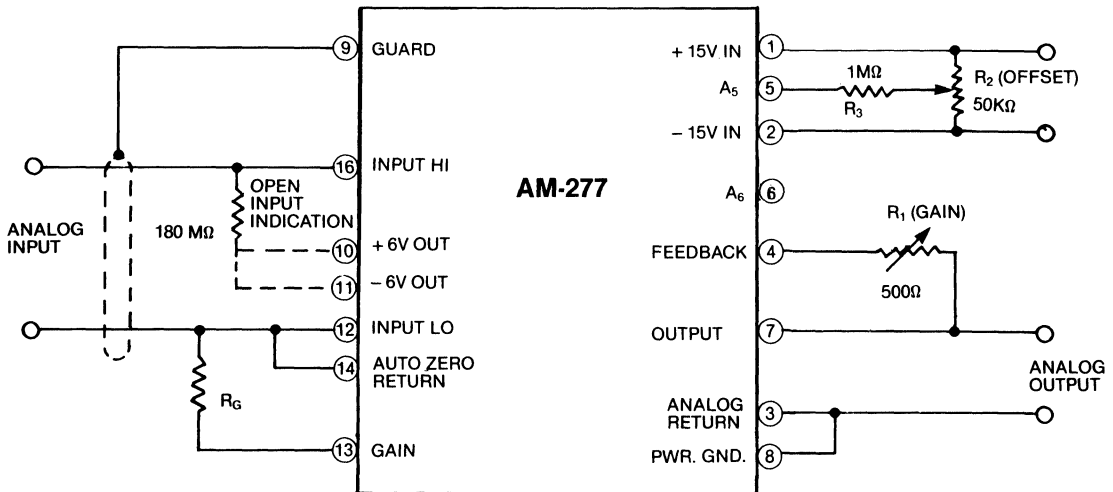 AM-277
9 GUARD
16 INPUT HI
OPEN
INPUT
INDICATION
ANALOG
INPUT
180 MΩ
10 + 6V OUT
11 – 6V OUT
12 INPUT LO
14 AUTO ZERO
RETURN
R_G
13 GAIN
+ 15V IN 1
A₅ 5
1MΩ
R₃
R₂ (OFFSET)
50KΩ
– 15V IN 2
A₆ 6
R₁ (GAIN)
FEEDBACK 4
500Ω
OUTPUT 7
ANALOG
OUTPUT
ANALOG
RETURN 3
PWR. GND. 8